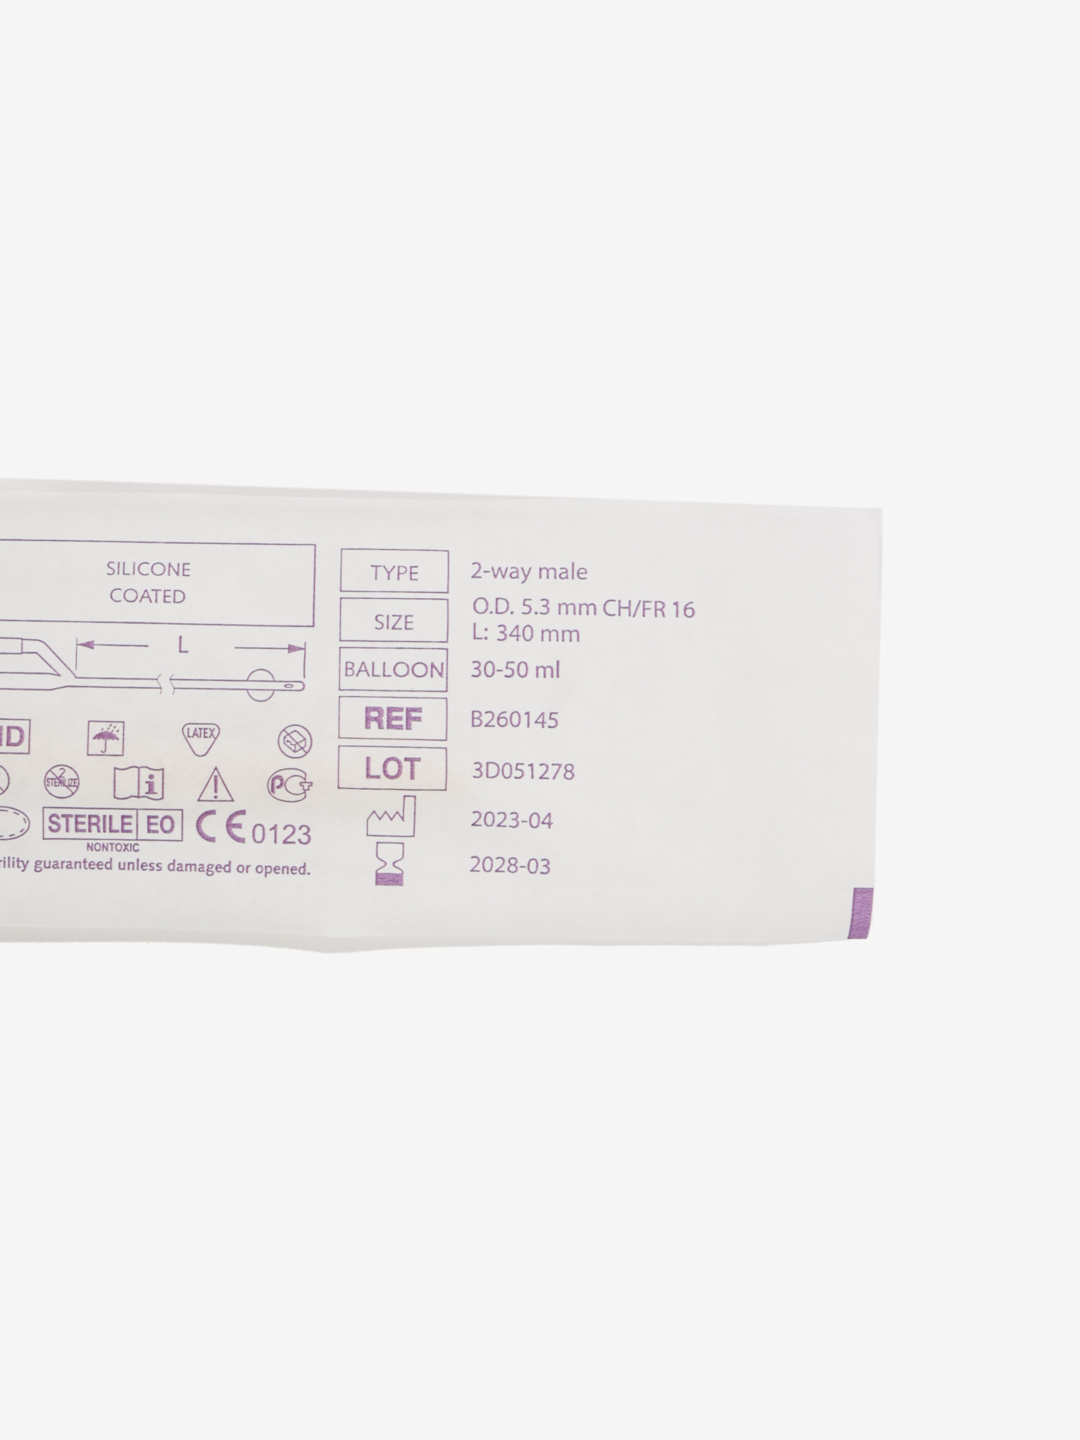 SILICONE
COATED
L
TYPE 2-way male
SIZE O.D. 5.3 mm CH/FR 16
L: 340 mm
BALLOON 30-50 ml
REF B260145
LOT 3D051278
2023-04
2028-03
LATEX
i
2
STERILIZE
STERILE EO
NONTOXIC
CE 0123
guaranteed unless damaged or opened.